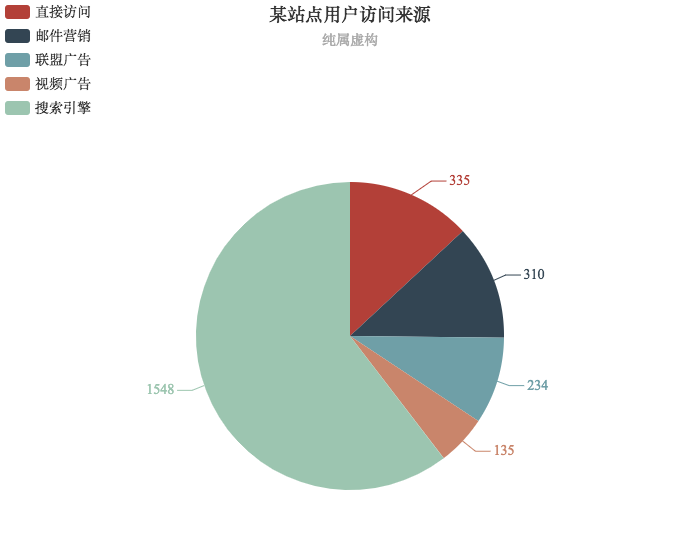 某站点用户访问来源
纯属虚构
直接访问
邮件营销
联盟广告
视频广告
搜索引擎
335
310
234
135
1548